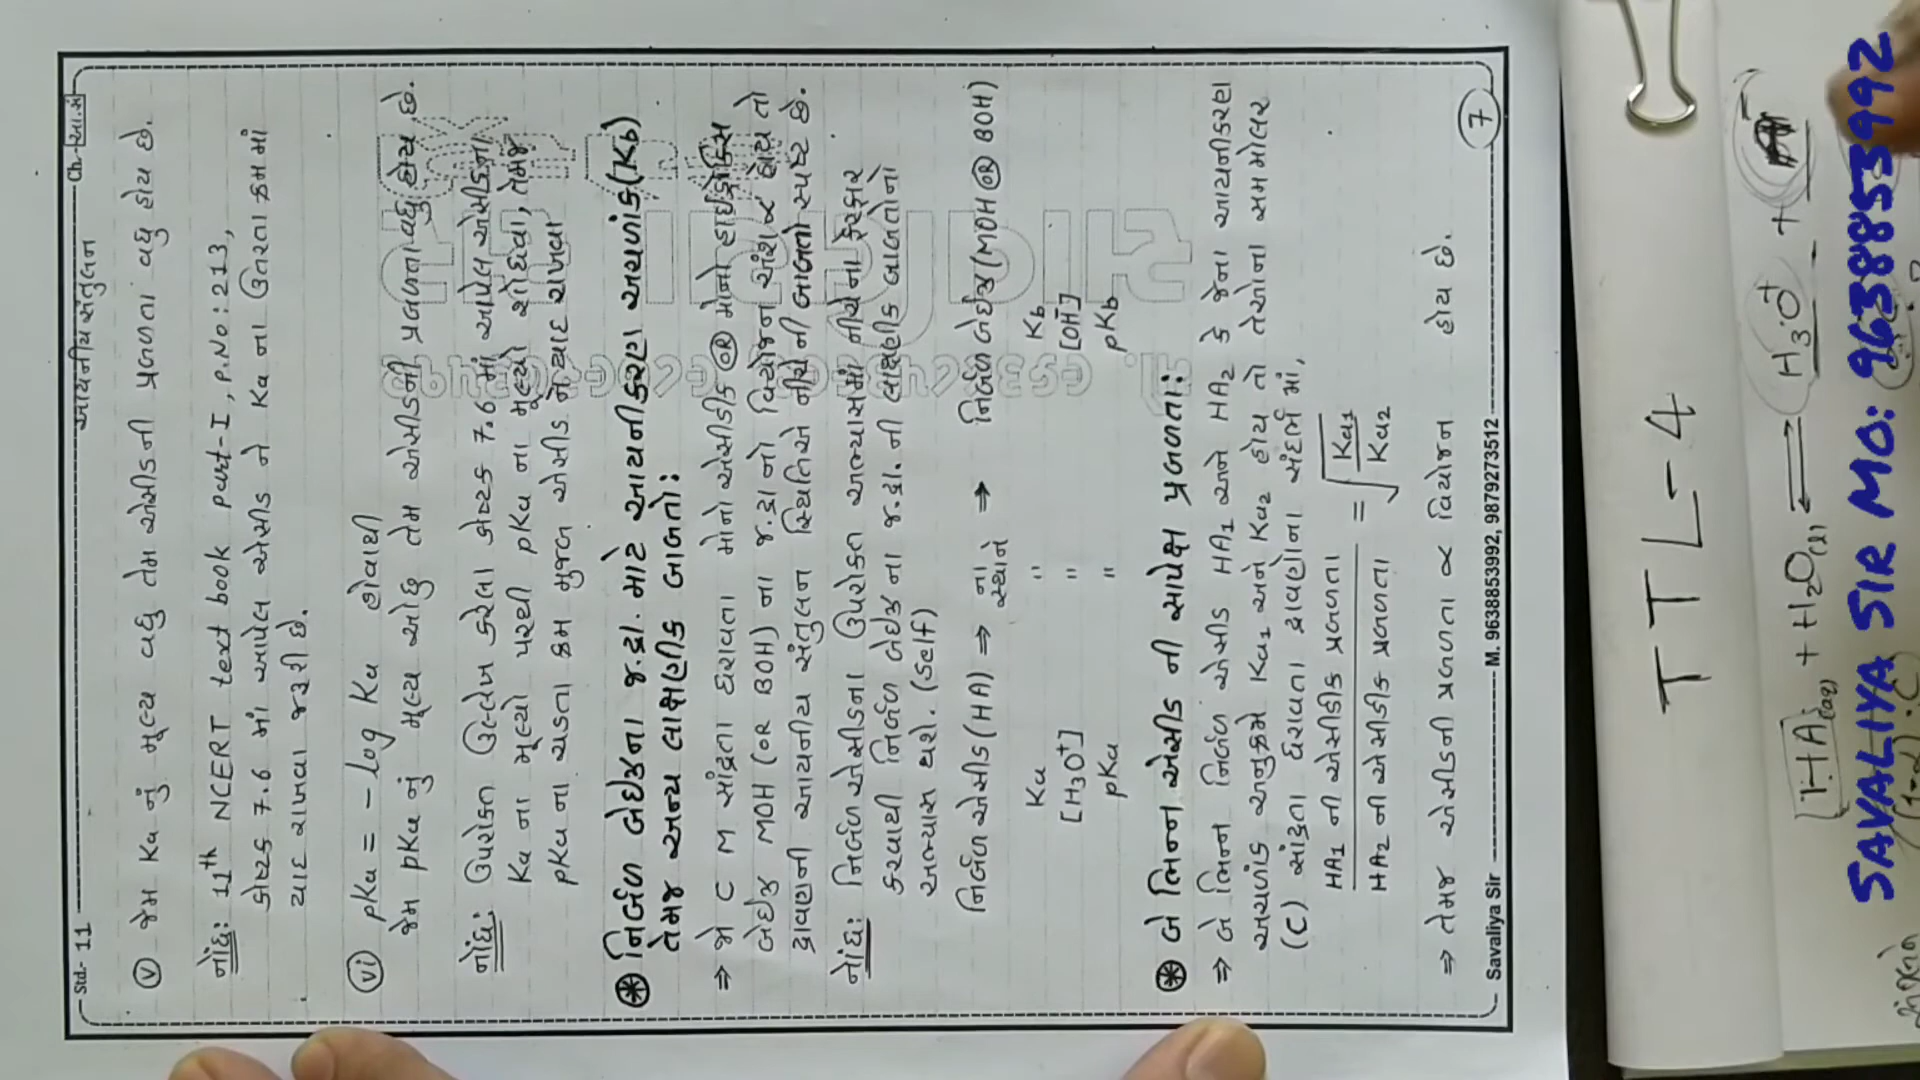 Std.- 11
આયનીય સંતુલન
Ch.- આ.સં
(v) જેમ Ka નું મૂલ્ય વધુ તેમ એસીડની પ્રબળતા વધુ હોય છે.
નોંધ: 11th NCERT text book part-I, P.No: 213,
કોષ્ટક 7.6 માં આપેલ એસીડ ને Ka ના ઉતરતા ક્રમમાં
યાદ રાખવા જરૂરી છે.
(vi) pKa = - log Ka હોવાથી
જેમ pKa નું મૂલ્ય ઓછુ તેમ એસીડની પ્રબળતા વધુ હોય છે.
નોંધ: ઉપરોક્ત ઉલ્લેખ કરેલા કોષ્ટક 7.6 માં આપેલ એસીડના
Ka ના મૂલ્યો પરથી pKa ના મૂલ્યો શોધવા, તેમજ
pKa ના ચડતા ક્રમ મુજબ એસીડ ને યાદ રાખવા
⊛ નિર્બળ બેઈઝના જ.દ્રા. માટે આયનીકરણ અચળાંક(Kb)
તેમજ અન્ય લાક્ષણીક બાબતો:
⇒ જો C M સાંદ્રતા ધરાવતા મોનો એસીડીક OR મોનો હાઈડ્રોક્સિ
બેઈઝ MOH (OR BOH) ના જ.દ્રા.નો વિયોજન અંશ α હોય તો
દ્રાવણની આયનીય સંતુલન સ્થિતિએ નીચેની બાબતો સ્પષ્ટ છે.
નોંધ: નિર્બળ એસીડના ઉપરોક્ત અભ્યાસમાં નીચેના ફેરફાર
કરવાથી નિર્બળ બેઈઝ ના જ.દ્રા. ની લાક્ષણીક બાબતોનો
અભ્યાસ થશે. (Self)
નિર્બળ એસીડ (HA) ⇒ ના સ્થાને ⇒ નિર્બળ બેઈઝ (MOH OR BOH)
Ka " Kb
[H3O+] " [OH-]
pKa " pKb
⊛ બે ભિન્ન એસીડ ની સાપેક્ષ પ્રબળતા:
⇒ બે ભિન્ન નિર્બળ એસીડ HA1 અને HA2 કે જેના આયનીકરણ
અચળાંક અનુક્રમે Ka1 અને Ka2 હોય તો તેઓના સમમોલર
(C) સાંદ્રતા ધરાવતા દ્રાવણોના સંદર્ભમાં,
HA1 ની એસીડીક પ્રબળતા / HA2 ની એસીડીક પ્રબળતા = √(Ka1 / Ka2)
⇒ તેમજ એસીડની પ્રબળતા ∝ વિયોજન હોય છે.
Savaliya Sir
M. 9638853992, 9879273512
7
TTL-4
HA(aq) + H2O(l) ⇌ H3O+ + A-
SAVALIYA SIR MO: 9638853992